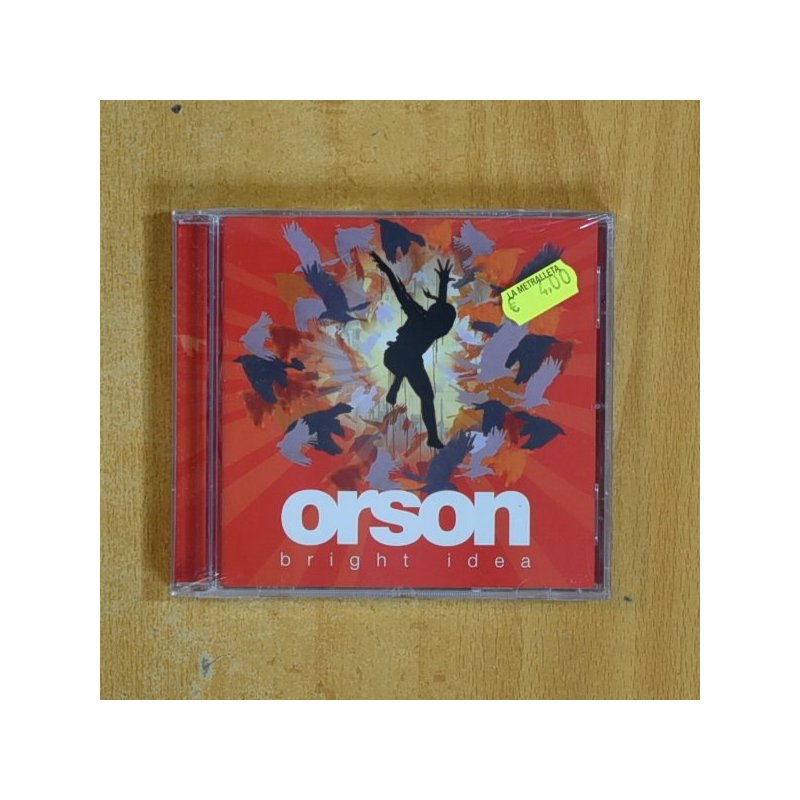 LA METRALLETA
€ 4,00
orson
bright idea